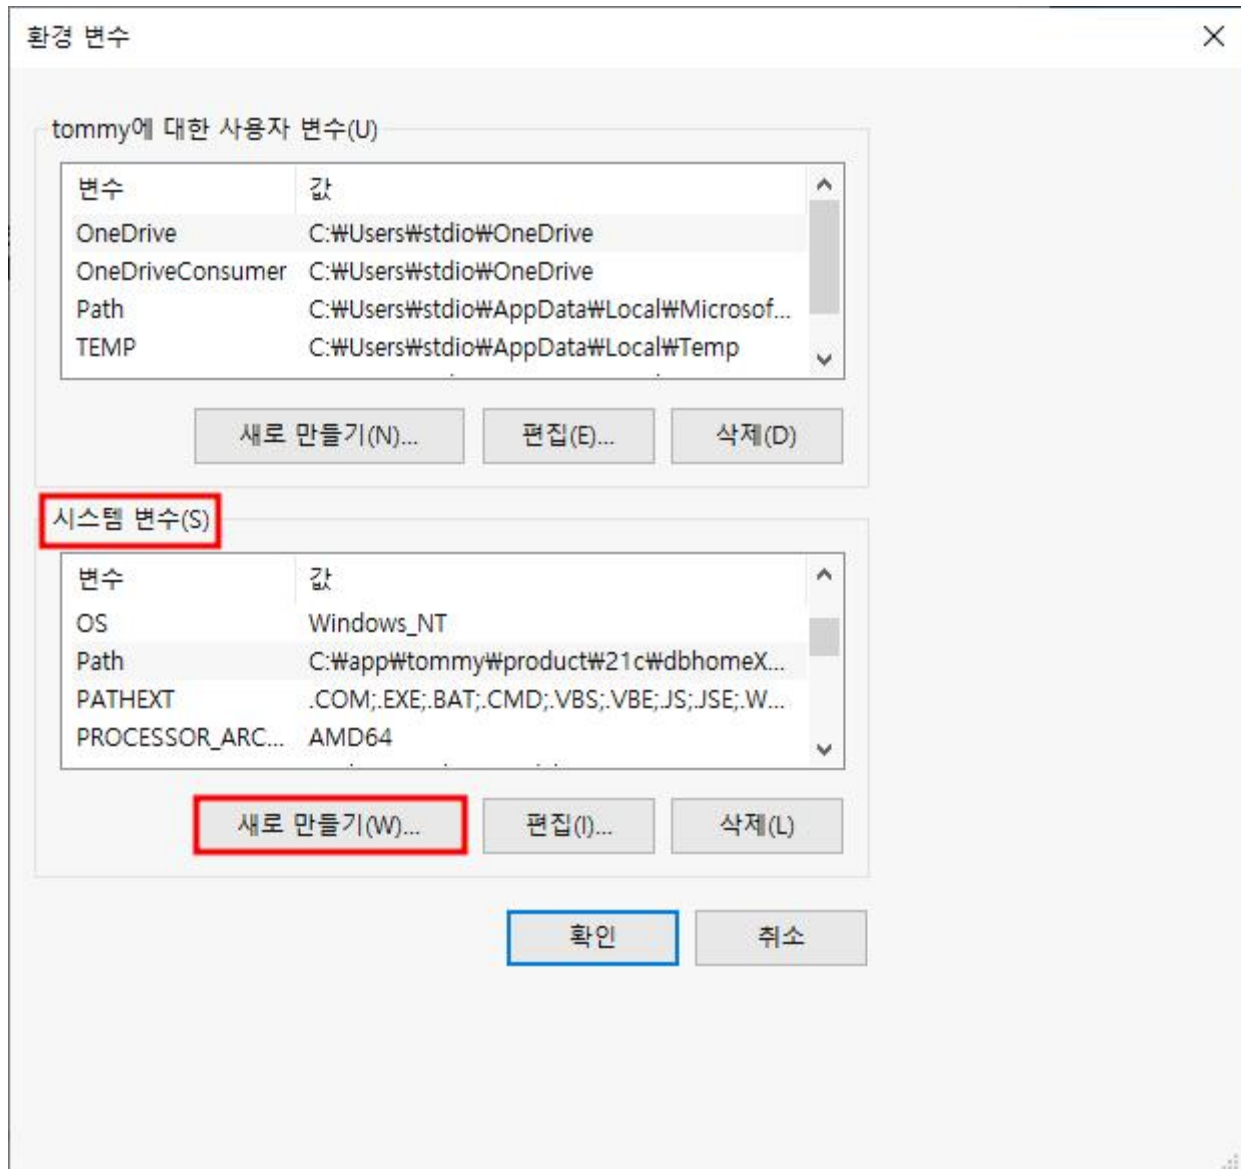 환경 변수
tommy에 대한 사용자 변수(U)
변수 값
OneDrive C:₩Users₩stdio₩OneDrive
OneDriveConsumer C:₩Users₩stdio₩OneDrive
Path C:₩Users₩stdio₩AppData₩Local₩Microsof...
TEMP C:₩Users₩stdio₩AppData₩Local₩Temp
새로 만들기(N)... 편집(E)... 삭제(D)
시스템 변수(S)
변수 값
OS Windows_NT
Path C:₩app₩tommy₩product₩21c₩dbhomeX...
PATHEXT .COM;.EXE;.BAT;.CMD;.VBS;.VBE;.JS;.JSE;.W...
PROCESSOR_ARC... AMD64
새로 만들기(W)... 편집(I)... 삭제(L)
확인 취소